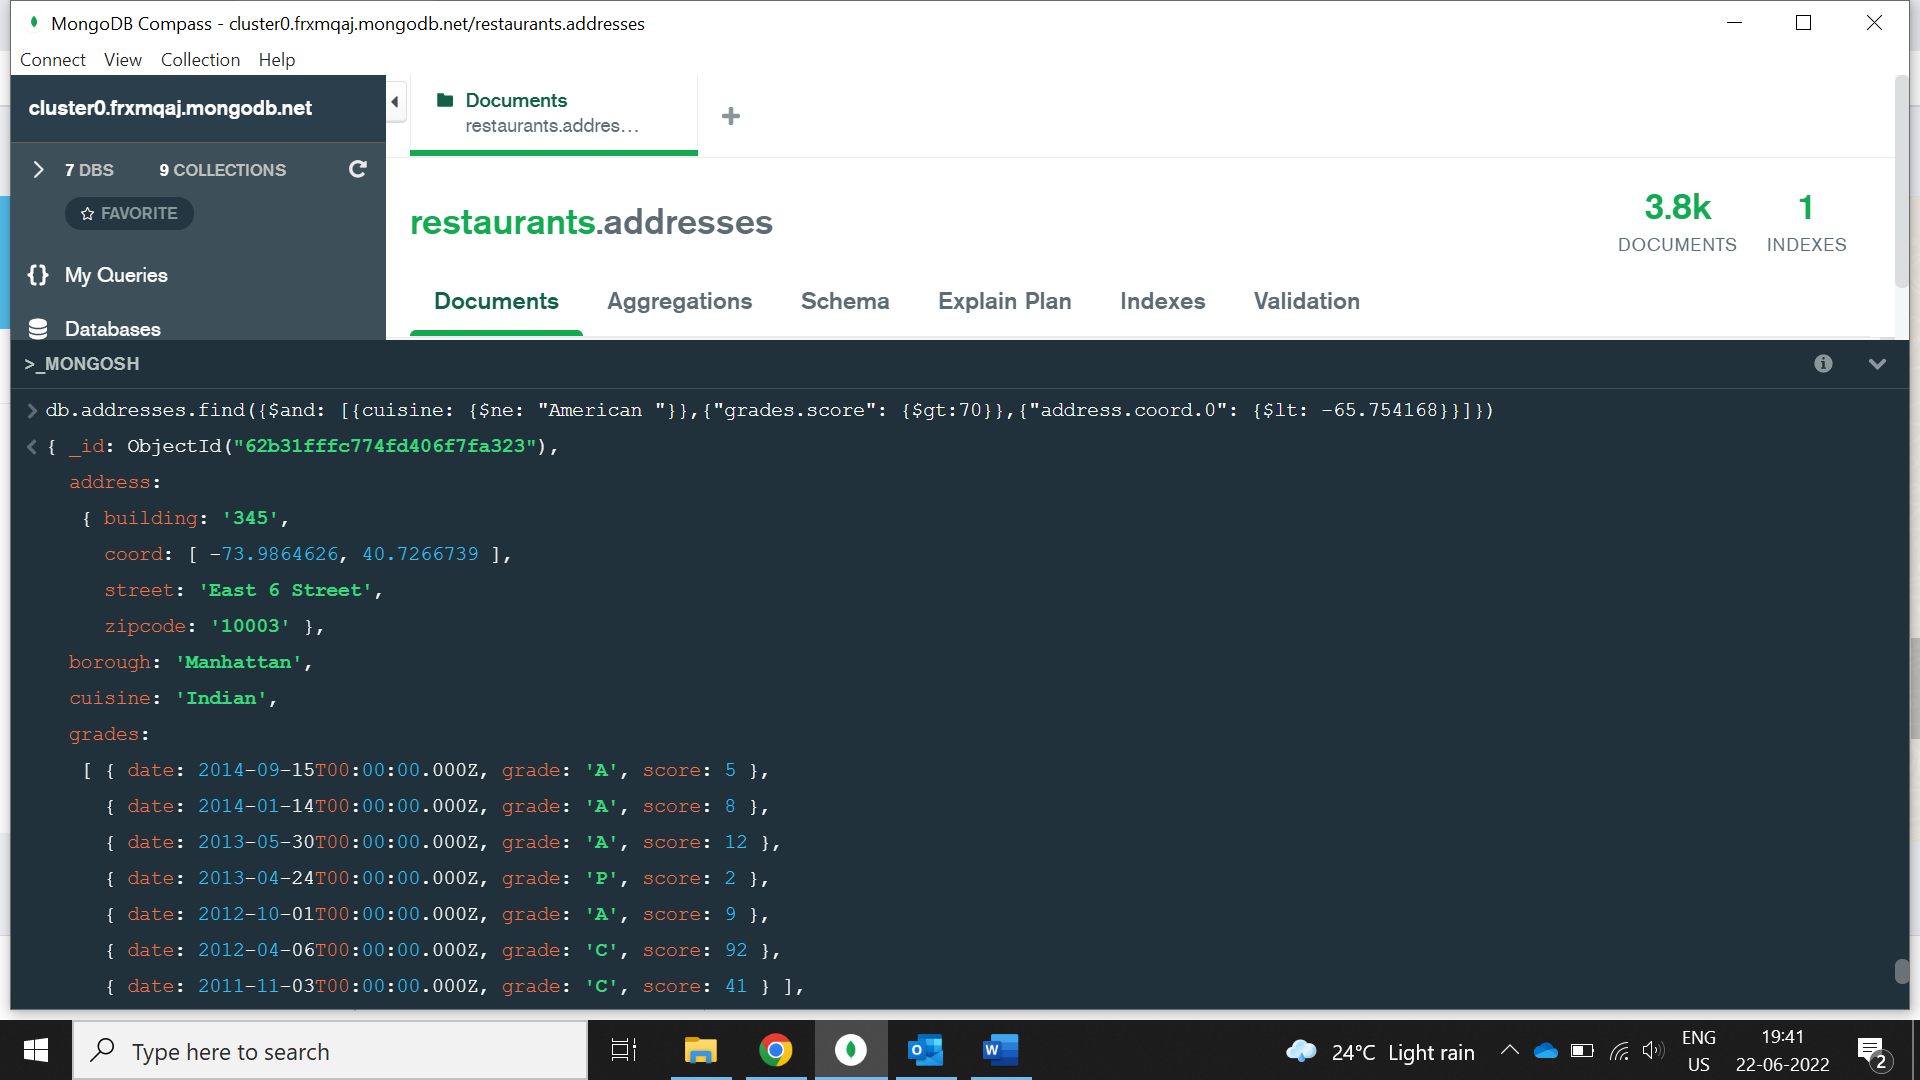 MongoDB Compass - cluster0.frxmqaj.mongodb.net/restaurants.addresses
Connect View Collection Help
cluster0.frxmqaj.mongodb.net
7 DBS 9 COLLECTIONS
FAVORITE
{} My Queries
Databases
Documents
restaurants.addres...
+
restaurants.addresses
3.8k
DOCUMENTS
1
INDEXES
Documents Aggregations Schema Explain Plan Indexes Validation
>_MONGOSH
> db.addresses.find({$and: [{cuisine: {$ne: "American "}},{"grades.score": {$gt:70}},{"address.coord.0": {$lt: -65.754168}}]})
< { _id: ObjectId("62b31fffc774fd406f7fa323"),
address:
{ building: '345',
coord: [ -73.9864626, 40.7266739 ],
street: 'East 6 Street',
zipcode: '10003' },
borough: 'Manhattan',
cuisine: 'Indian',
grades:
[ { date: 2014-09-15T00:00:00.000Z, grade: 'A', score: 5 },
{ date: 2014-01-14T00:00:00.000Z, grade: 'A', score: 8 },
{ date: 2013-05-30T00:00:00.000Z, grade: 'A', score: 12 },
{ date: 2013-04-24T00:00:00.000Z, grade: 'P', score: 2 },
{ date: 2012-10-01T00:00:00.000Z, grade: 'A', score: 9 },
{ date: 2012-04-06T00:00:00.000Z, grade: 'C', score: 92 },
{ date: 2011-11-03T00:00:00.000Z, grade: 'C', score: 41 } ],
Type here to search
24°C Light rain
ENG
US
19:41
22-06-2022
2